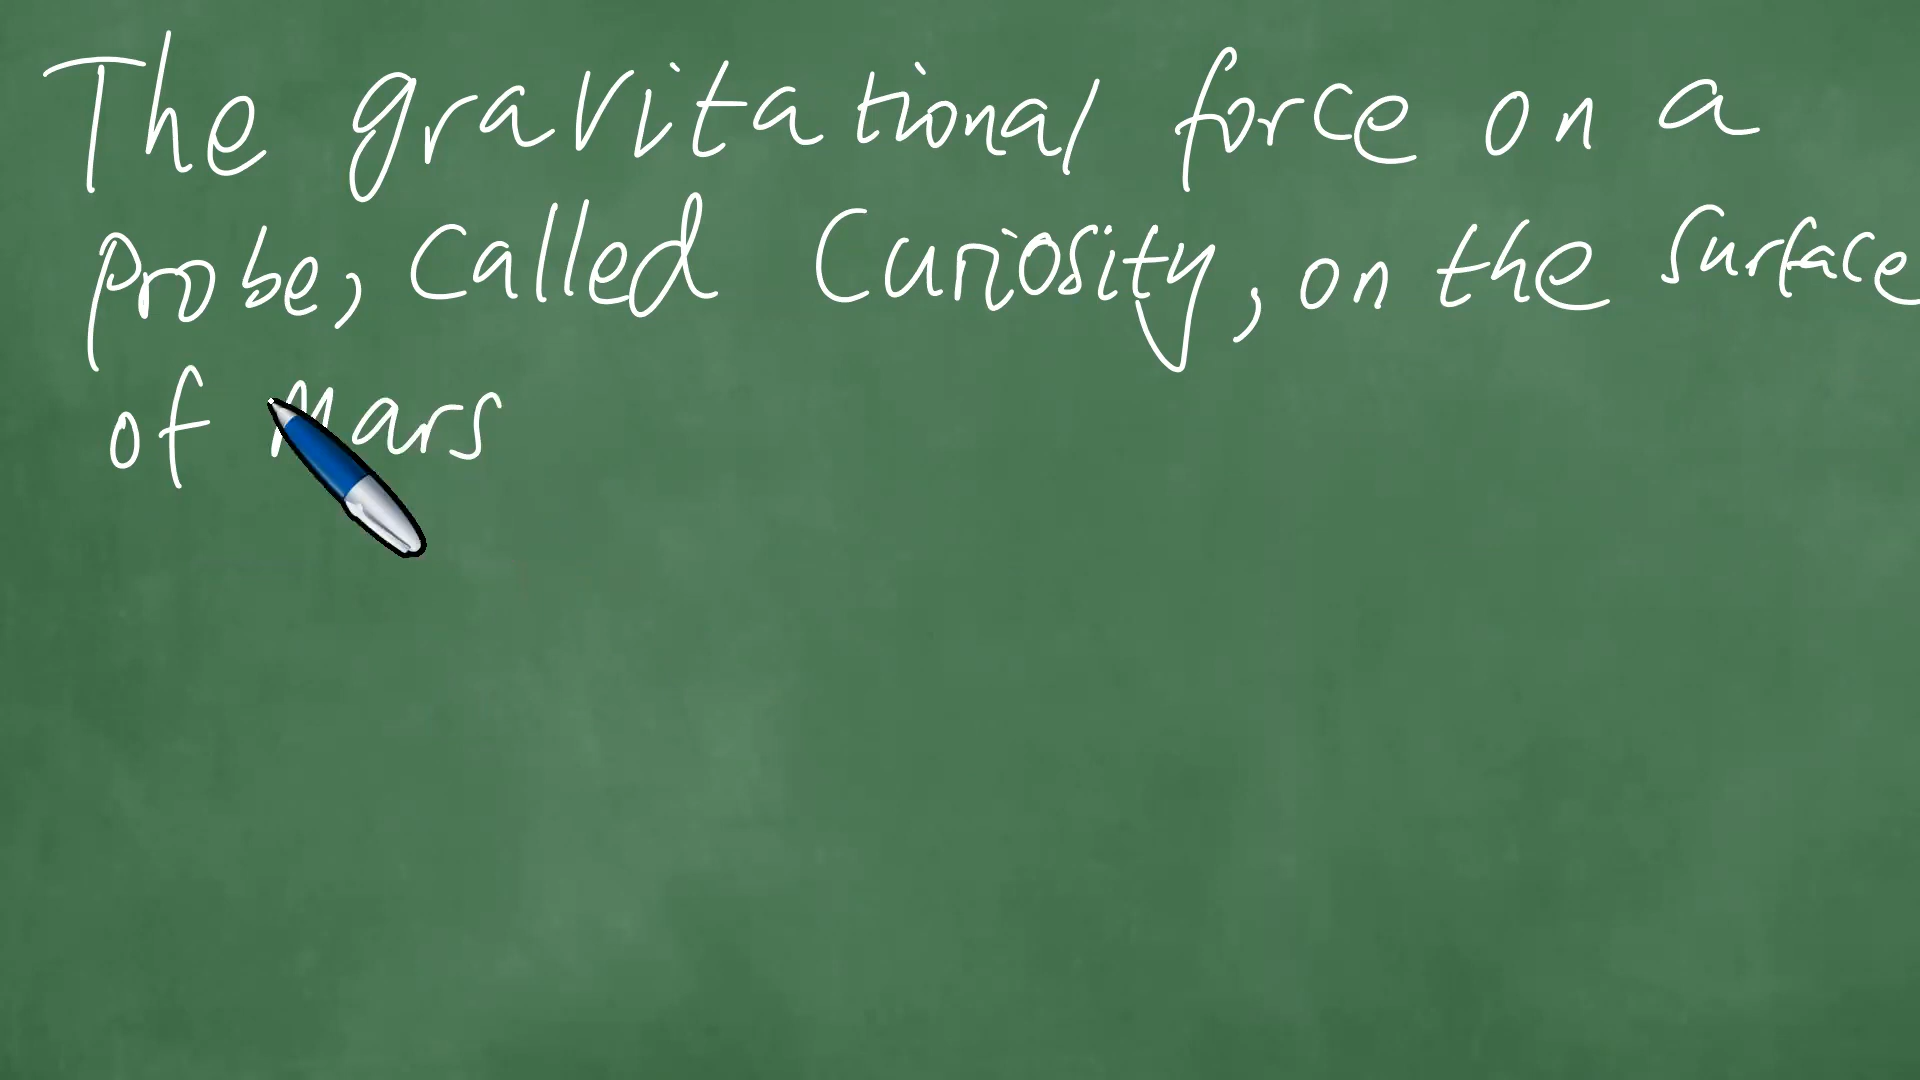 The gravitational force on a
probe, called Curiosity, on the surface
of Mars